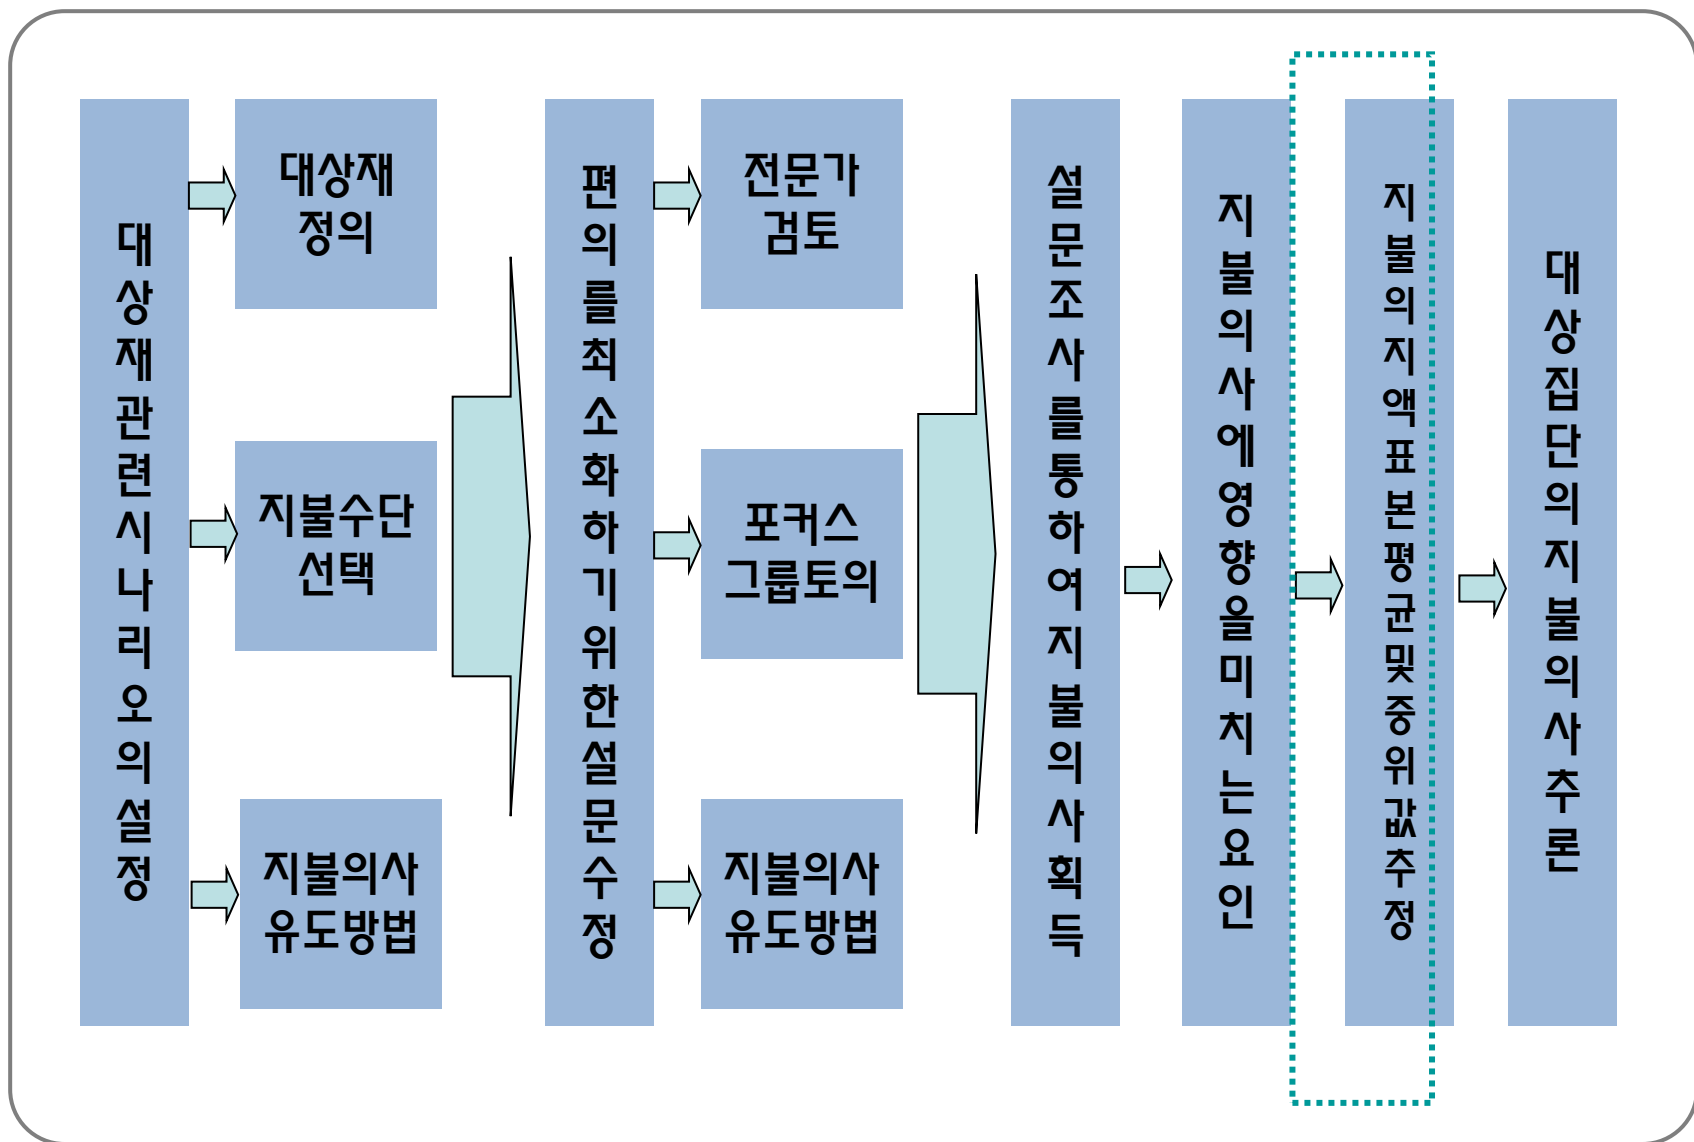 대상재관련시나리오의설정
대상재
정의
지불수단
선택
지불의사
유도방법
편의를최소화하기위한설문수정
전문가
검토
포커스
그룹토의
지불의사
유도방법
설문조사를통하여지불의사획득
지불의사에영향을미치는요인
지불의지액표본평균및중위값추정
대상집단의지불의사추론